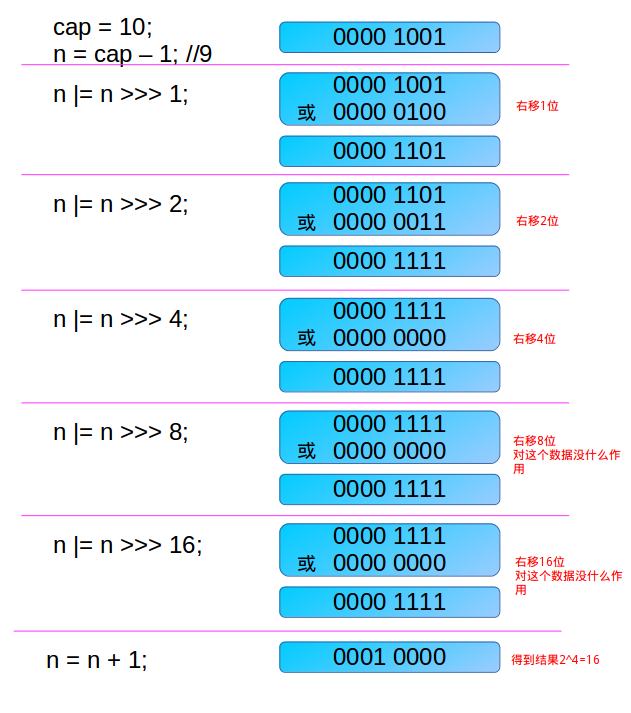 cap = 10;
n = cap – 1; //9
0000 1001
n |= n >>> 1;
0000 1001
或 0000 0100
右移1位
0000 1101
n |= n >>> 2;
0000 1101
或 0000 0011
右移2位
0000 1111
n |= n >>> 4;
0000 1111
或 0000 0000
右移4位
0000 1111
n |= n >>> 8;
0000 1111
或 0000 0000
右移8位
对这个数据没什么作
用
0000 1111
n |= n >>> 16;
0000 1111
或 0000 0000
右移16位
对这个数据没什么作
用
0000 1111
n = n + 1;
0001 0000
得到结果2^4=16